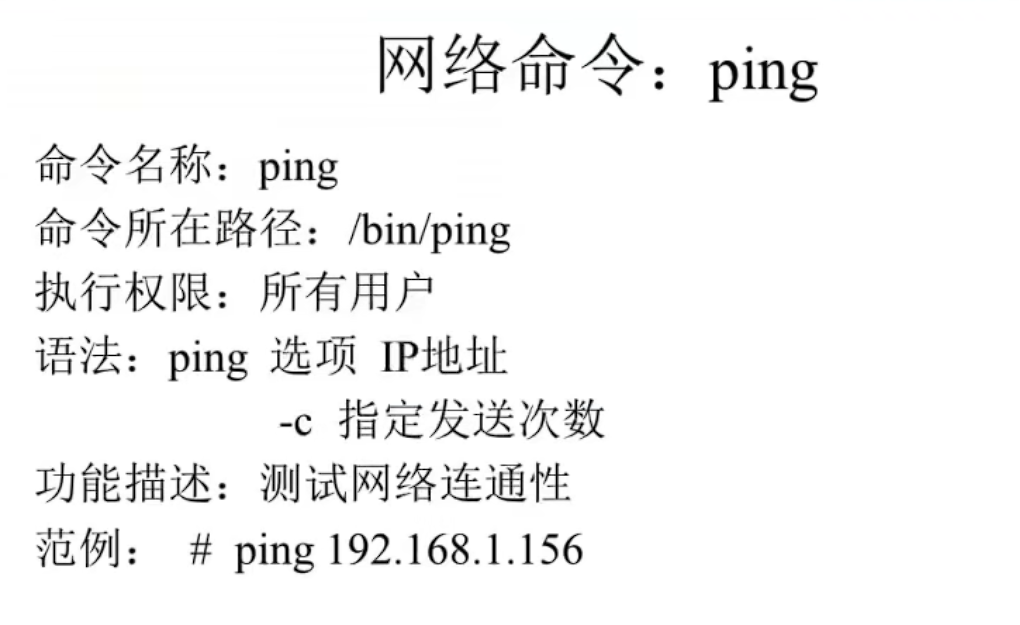 网络命令：ping
命令名称：ping
命令所在路径：/bin/ping
执行权限：所有用户
语法：ping 选项 IP地址
-c 指定发送次数
功能描述：测试网络连通性
范例： # ping 192.168.1.156